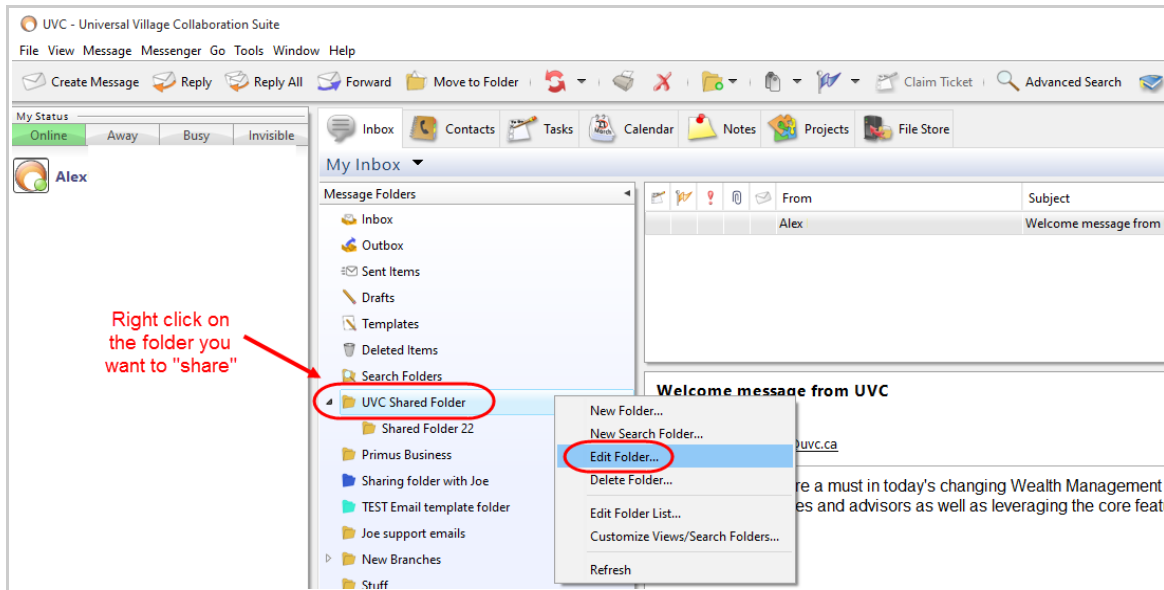 UVC - Universal Village Collaboration Suite
File View Message Messenger Go Tools Window Help
Create Message Reply Reply All Forward Move to Folder Claim Ticket Advanced Search
My Status
Online Away Busy Invisible
Inbox Contacts Tasks Calendar Notes Projects File Store
Alex
My Inbox
Message Folders
From Subject
Inbox
Alex Welcome message from
Outbox
Sent Items
Drafts
Templates
Deleted Items
Search Folders
Right click on
the folder you
want to "share"
UVC Shared Folder
Shared Folder 22
Primus Business
Sharing folder with Joe
TEST Email template folder
Joe support emails
New Branches
Stuff
New Folder...
New Search Folder...
Edit Folder...
Delete Folder...
Edit Folder List...
Customize Views/Search Folders...
Refresh
Welcome message from UVC
uvc.ca
re a must in today's changing Wealth Management
es and advisors as well as leveraging the core feat